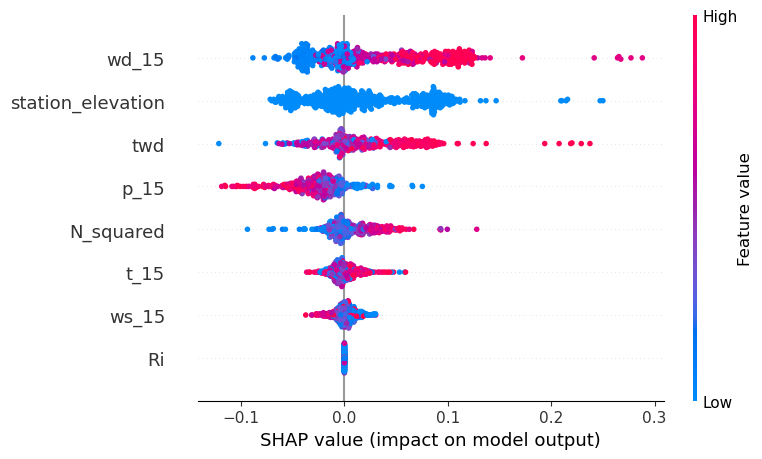 High
wd_15
station_elevation
twd
p_15
N_squared
t_15
ws_15
Ri
Feature value
Low
−0.1 0.0 0.1 0.2 0.3
SHAP value (impact on model output)